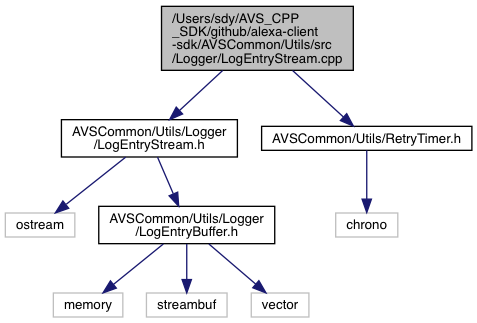 /Users/sdy/AVS_CPP
_SDK/github/alexa-client
-sdk/AVSCommon/Utils/src
/Logger/LogEntryStream.cpp
AVSCommon/Utils/Logger
/LogEntryStream.h
AVSCommon/Utils/RetryTimer.h
ostream
AVSCommon/Utils/Logger
/LogEntryBuffer.h
chrono
memory
streambuf
vector